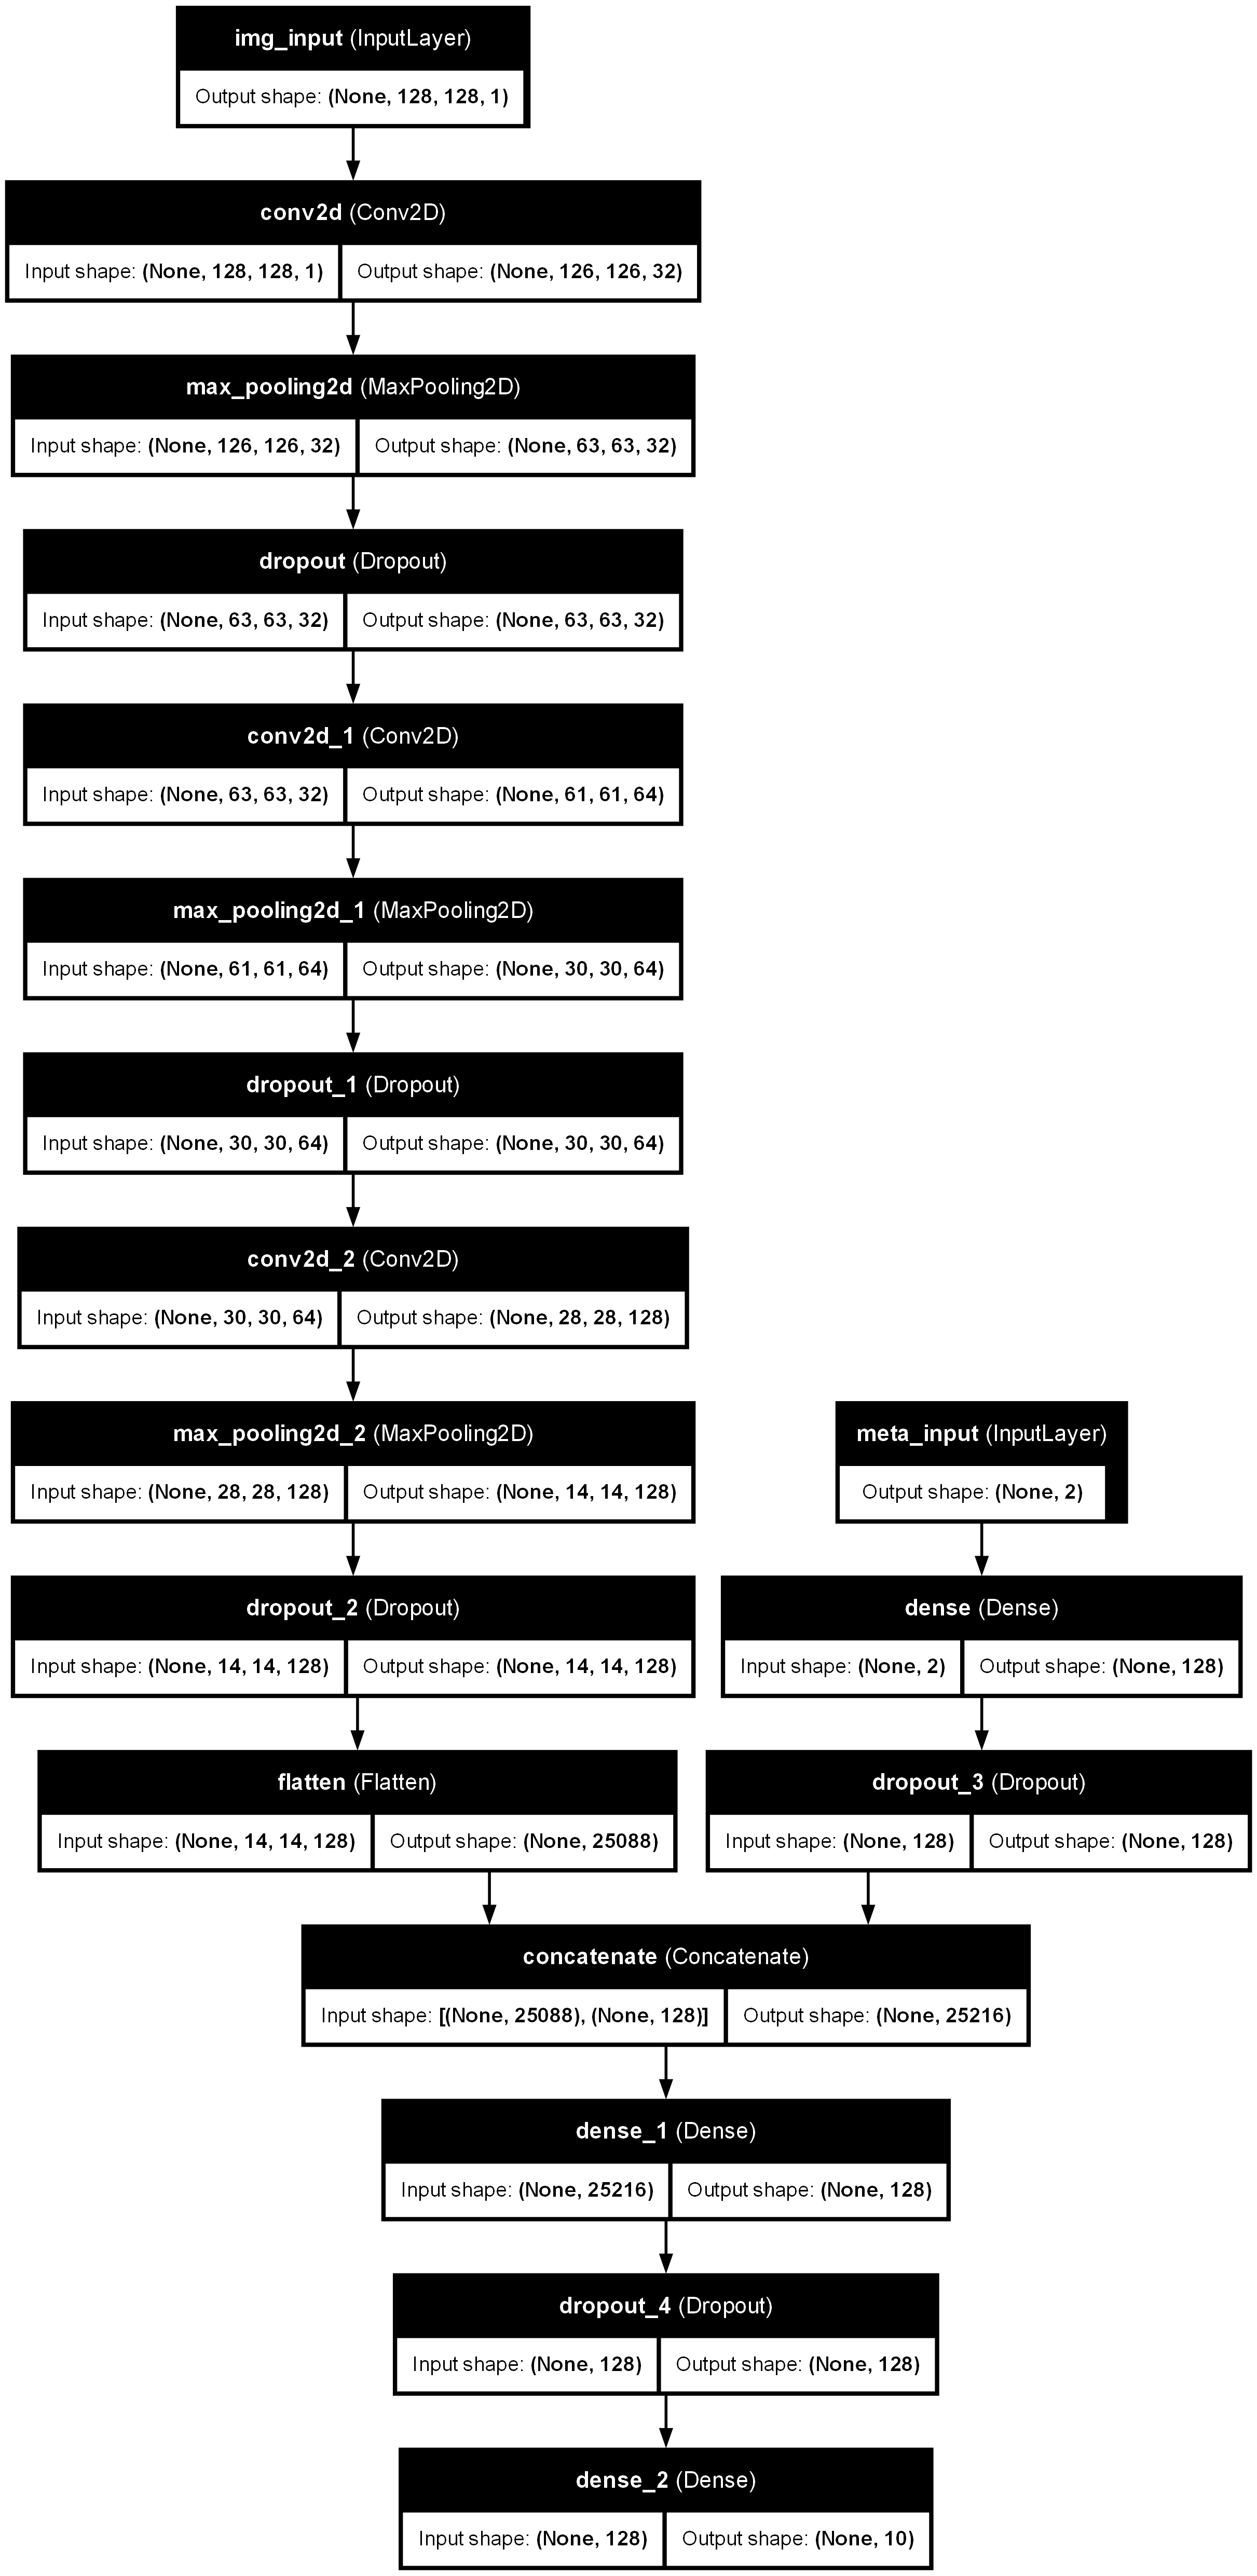 img_input (InputLayer)
Output shape: (None, 128, 128, 1)
conv2d (Conv2D)
Input shape: (None, 128, 128, 1) Output shape: (None, 126, 126, 32)
max_pooling2d (MaxPooling2D)
Input shape: (None, 126, 126, 32) Output shape: (None, 63, 63, 32)
dropout (Dropout)
Input shape: (None, 63, 63, 32) Output shape: (None, 63, 63, 32)
conv2d_1 (Conv2D)
Input shape: (None, 63, 63, 32) Output shape: (None, 61, 61, 64)
max_pooling2d_1 (MaxPooling2D)
Input shape: (None, 61, 61, 64) Output shape: (None, 30, 30, 64)
dropout_1 (Dropout)
Input shape: (None, 30, 30, 64) Output shape: (None, 30, 30, 64)
conv2d_2 (Conv2D)
Input shape: (None, 30, 30, 64) Output shape: (None, 28, 28, 128)
max_pooling2d_2 (MaxPooling2D)
Input shape: (None, 28, 28, 128) Output shape: (None, 14, 14, 128)
meta_input (InputLayer)
Output shape: (None, 2)
dropout_2 (Dropout)
Input shape: (None, 14, 14, 128) Output shape: (None, 14, 14, 128)
dense (Dense)
Input shape: (None, 2) Output shape: (None, 128)
flatten (Flatten)
Input shape: (None, 14, 14, 128) Output shape: (None, 25088)
dropout_3 (Dropout)
Input shape: (None, 128) Output shape: (None, 128)
concatenate (Concatenate)
Input shape: [(None, 25088), (None, 128)] Output shape: (None, 25216)
dense_1 (Dense)
Input shape: (None, 25216) Output shape: (None, 128)
dropout_4 (Dropout)
Input shape: (None, 128) Output shape: (None, 128)
dense_2 (Dense)
Input shape: (None, 128) Output shape: (None, 10)